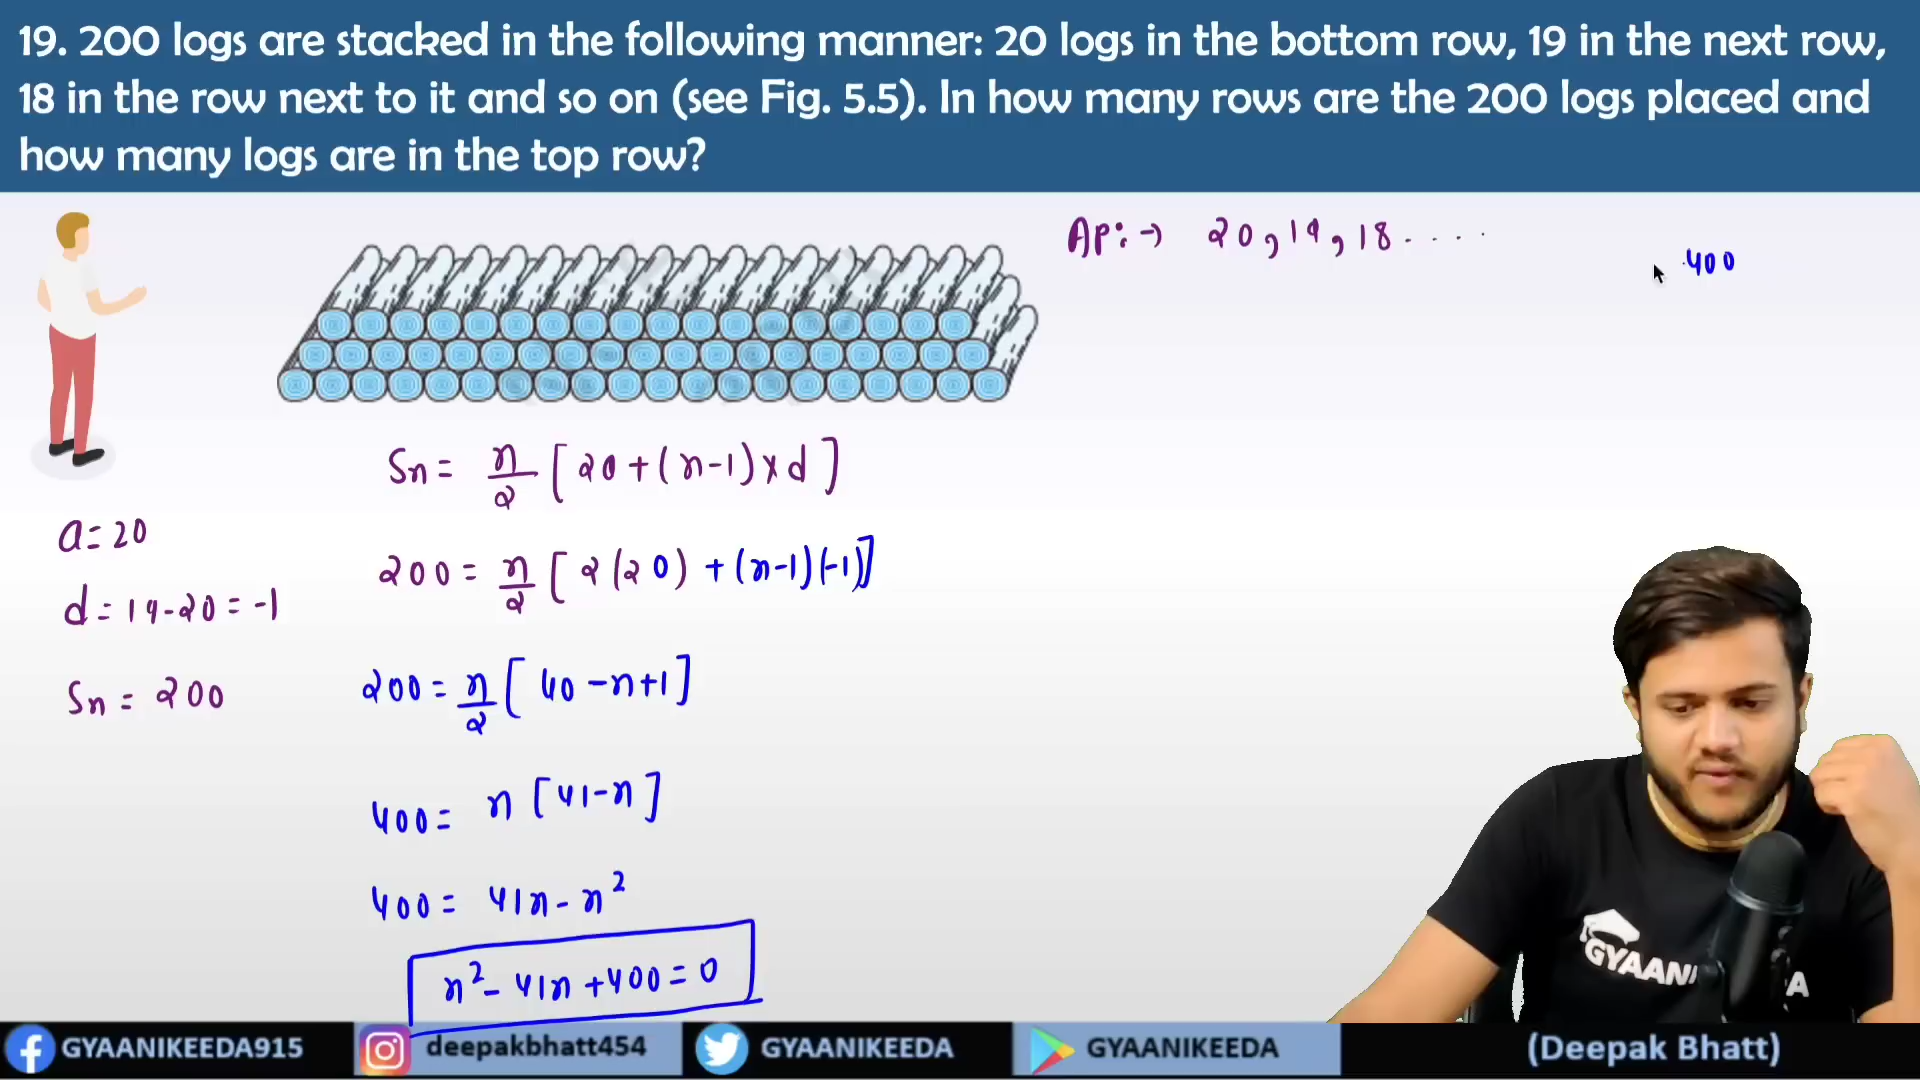 19. 200 logs are stacked in the following manner: 20 logs in the bottom row, 19 in the next row,
18 in the row next to it and so on (see Fig. 5.5). In how many rows are the 200 logs placed and
how many logs are in the top row?
AP:→ 20, 19, 18.....
400
Sn = n/2 [20+(n-1)×d]
a=20
200 = n/2 [2(20) + (n-1)(-1)]
d = 19-20 = -1
Sn = 200
200 = n/2 [40 -n+1]
400 = n [41-n]
400 = 41n - n²
n² - 41n + 400 = 0
GYAANI
A
GYAANIKEEDA915
deepakbhatt454
GYAANIKEEDA
GYAANIKEEDA
(Deepak Bhatt)